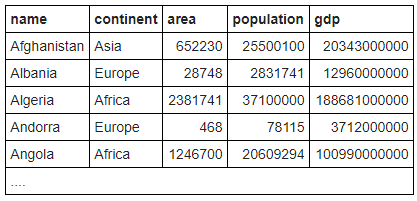 name continent area population gdp
Afghanistan Asia 652230 25500100 20343000000
Albania Europe 28748 2831741 12960000000
Algeria Africa 2381741 37100000 188681000000
Andorra Europe 468 78115 3712000000
Angola Africa 1246700 20609294 100990000000
....